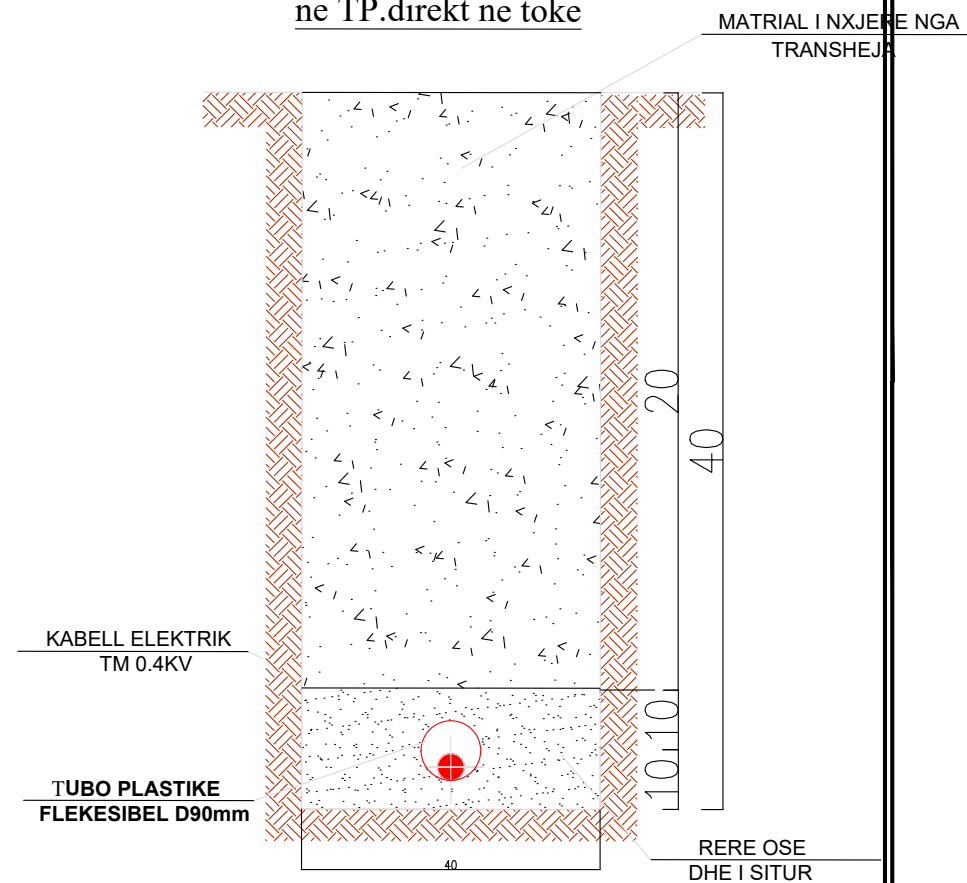 ne TP.direkt ne toke
MATRIAL I NXJERE NGA
TRANSHEJA
20
40
KABELL ELEKTRIK
TM 0.4KV
10
10
TUBO PLASTIKE
FLEKESIBEL D90mm
RERE OSE
DHE I SITUR
40